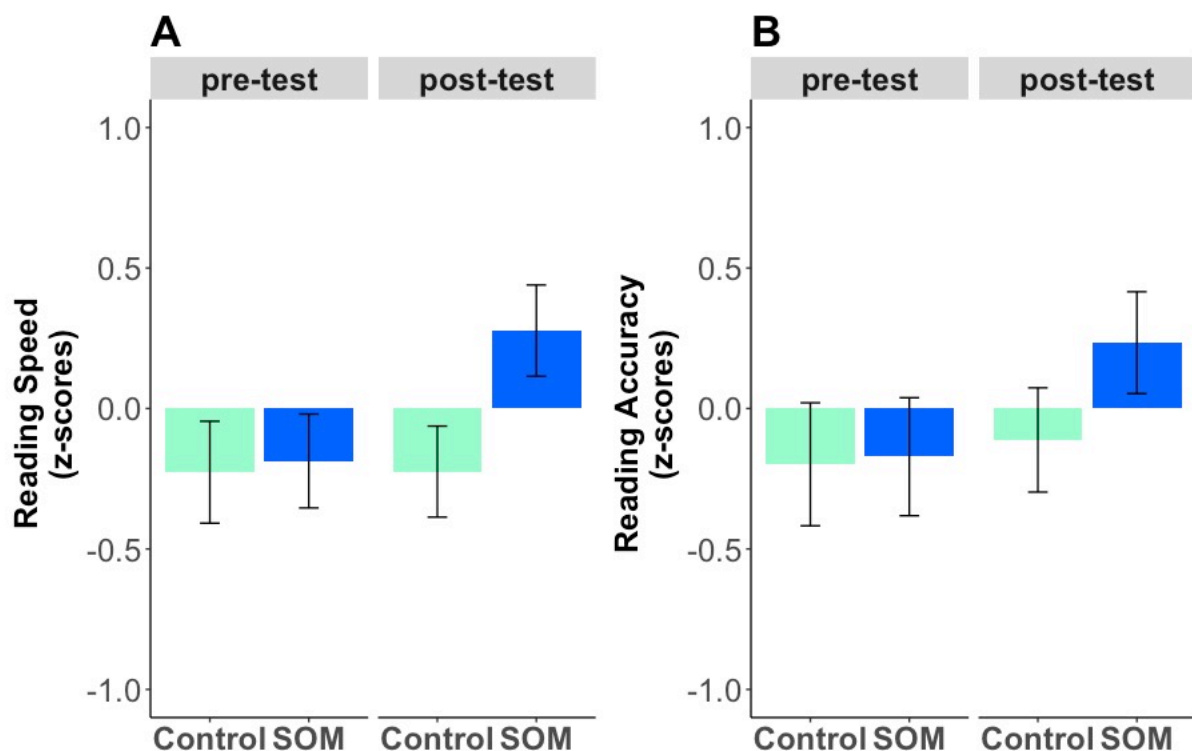 A
pre-test
post-test
Reading Speed
(z-scores)
1.0
0.5
0.0
-0.5
-1.0
Control SOM
Control SOM
B
pre-test
post-test
Reading Accuracy
(z-scores)
1.0
0.5
0.0
-0.5
-1.0
Control SOM
Control SOM